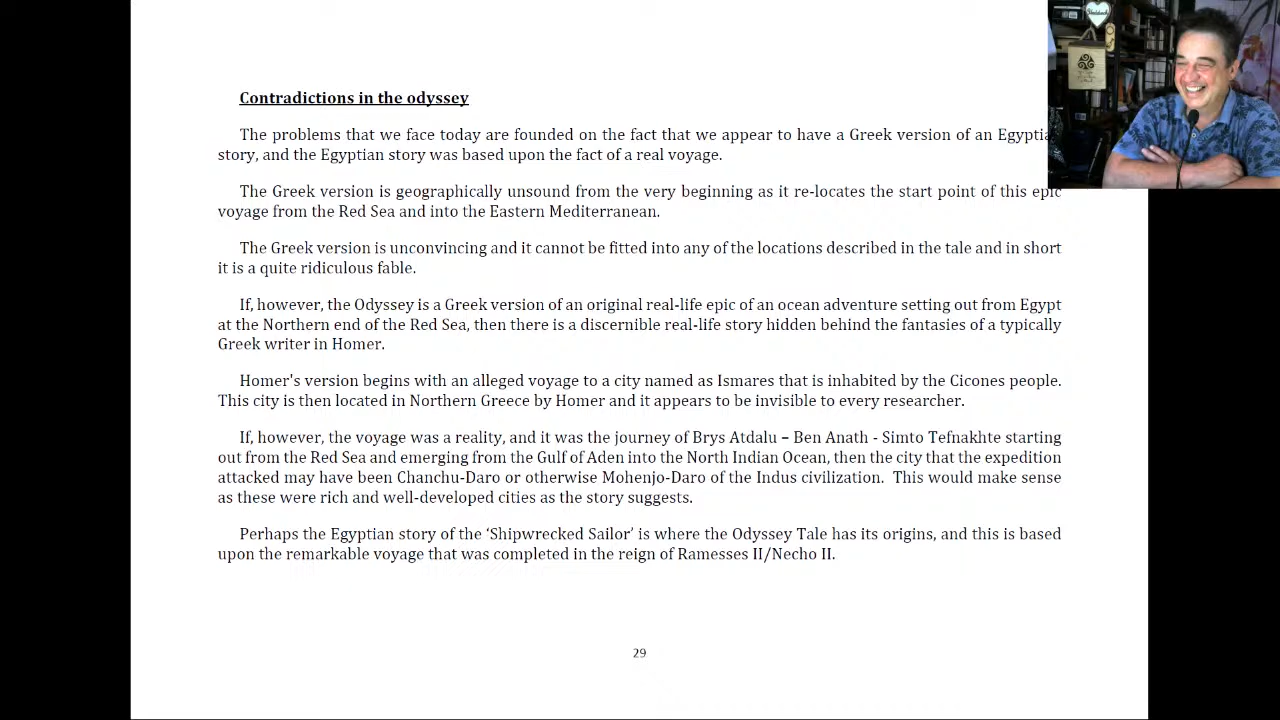 Contradictions in the odyssey
The problems that we face today are founded on the fact that we appear to have a Greek version of an Egyptia
story, and the Egyptian story was based upon the fact of a real voyage.
The Greek version is geographically unsound from the very beginning as it re-locates the start point of this epic
voyage from the Red Sea and into the Eastern Mediterranean.
The Greek version is unconvincing and it cannot be fitted into any of the locations described in the tale and in short
it is a quite ridiculous fable.
If, however, the Odyssey is a Greek version of an original real-life epic of an ocean adventure setting out from Egypt
at the Northern end of the Red Sea, then there is a discernible real-life story hidden behind the fantasies of a typically
Greek writer in Homer.
Homer's version begins with an alleged voyage to a city named as Ismares that is inhabited by the Cicones people.
This city is then located in Northern Greece by Homer and it appears to be invisible to every researcher.
If, however, the voyage was a reality, and it was the journey of Brys Atdalu – Ben Anath - Simto Tefnakhte starting
out from the Red Sea and emerging from the Gulf of Aden into the North Indian Ocean, then the city that the expedition
attacked may have been Chanchu-Daro or otherwise Mohenjo-Daro of the Indus civilization. This would make sense
as these were rich and well-developed cities as the story suggests.
Perhaps the Egyptian story of the ‘Shipwrecked Sailor’ is where the Odyssey Tale has its origins, and this is based
upon the remarkable voyage that was completed in the reign of Ramesses II/Necho II.
29